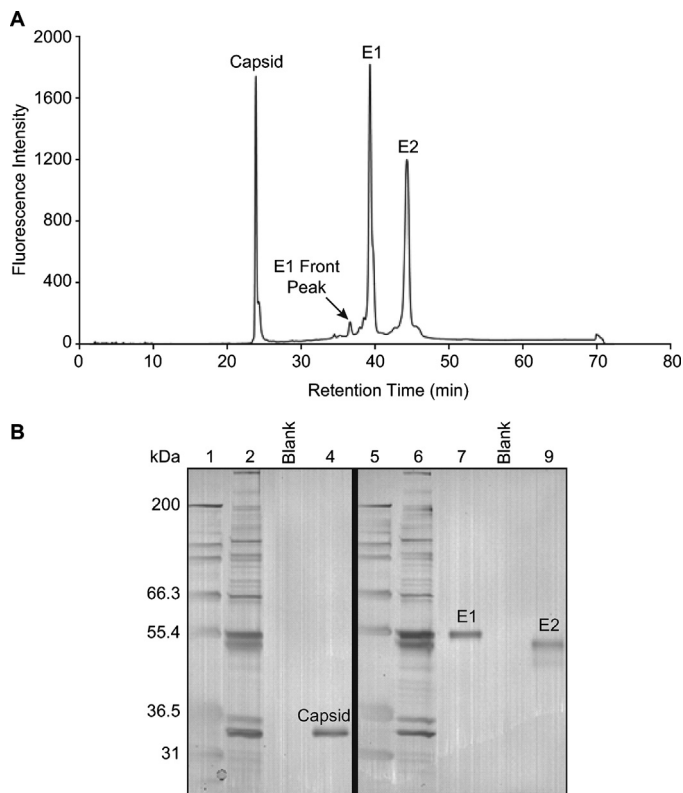 A
2000
1600
1200
800
400
0
Fluorescence Intensity
Capsid
E1
E2
E1 Front
Peak
0 10 20 30 40 50 60 70 80
Retention Time (min)
B
kDa 1 2 Blank 4 5 6 7 Blank 9
200
66.3
55.4
36.5
31
Capsid
E1
E2